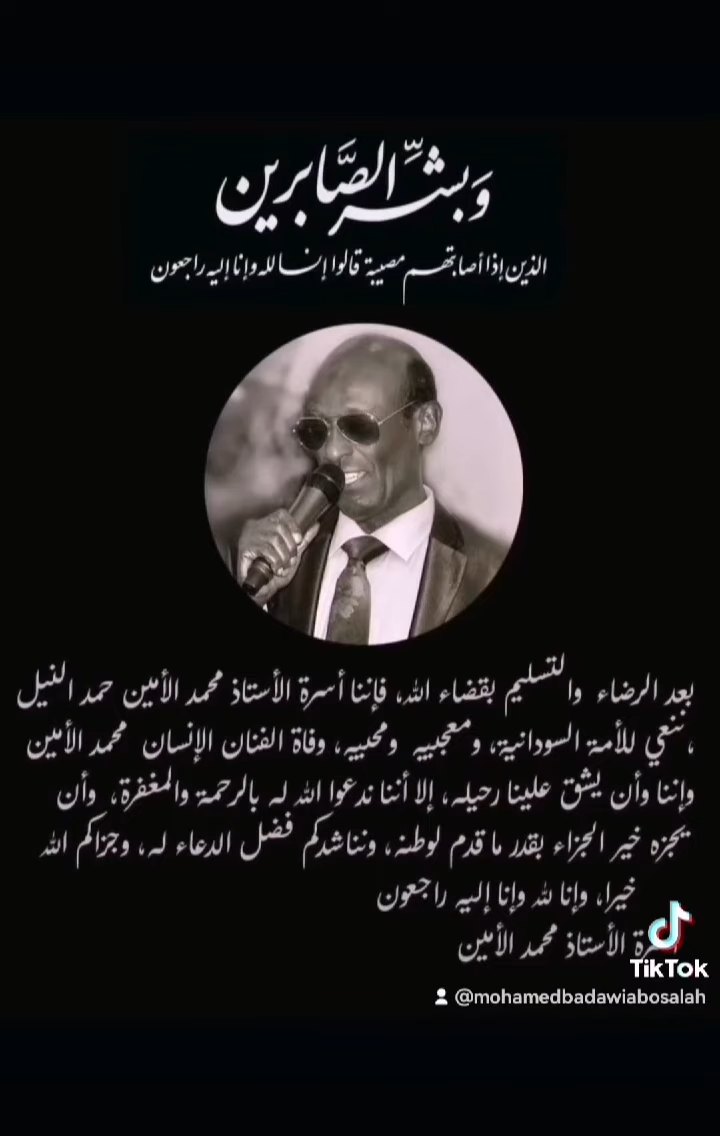 وَبشِّر الصَّابرين
الذين إذا أصابتهم مصيبة قالوا إنا لله وإنا إليه راجعون
بعد الرضاء والتسليم بقضاء الله، فإننا أسرة الأستاذ محمد الأمين حمد النيل
، ننعي للأمة السودانية، ومعجبيه ومحبيه، وفاة الفنان الإنسان محمد الأمين
وإننا وأن يشق علينا رحيله، إلا أننا ندعوا الله له بالرحمة والمغفرة، وأن
يجزه خير الجزاء بقدر ما قدم لوطنه، ونناشدكم فضل الدعاء له، وجزاكم الله
خيرا، وإنا لله وإنا إليه راجعون
الأستاذ محمد الأمين
TikTok
@mohamedbadawiabosalah